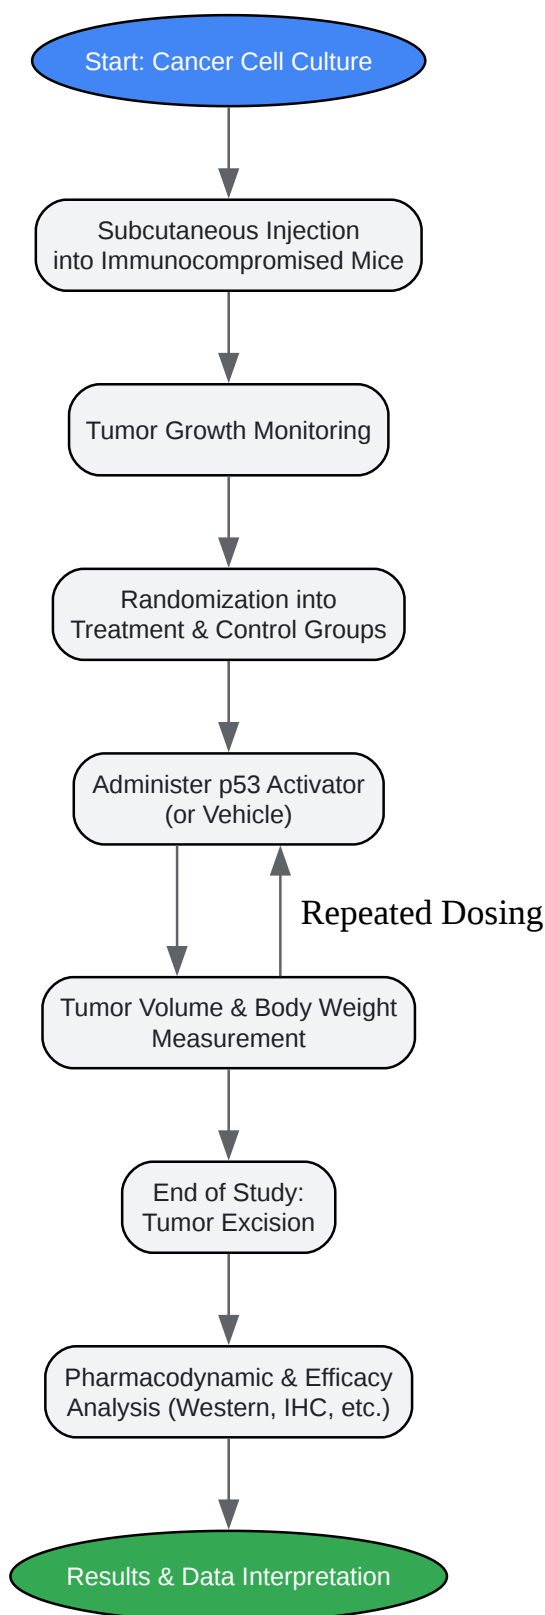 Start: Cancer Cell Culture
Subcutaneous Injection
into Immunocompromised Mice
Tumor Growth Monitoring
Randomization into
Treatment & Control Groups
Administer p53 Activator
(or Vehicle)
Repeated Dosing
Tumor Volume & Body Weight
Measurement
End of Study:
Tumor Excision
Pharmacodynamic & Efficacy
Analysis (Western, IHC, etc.)
Results & Data Interpretation